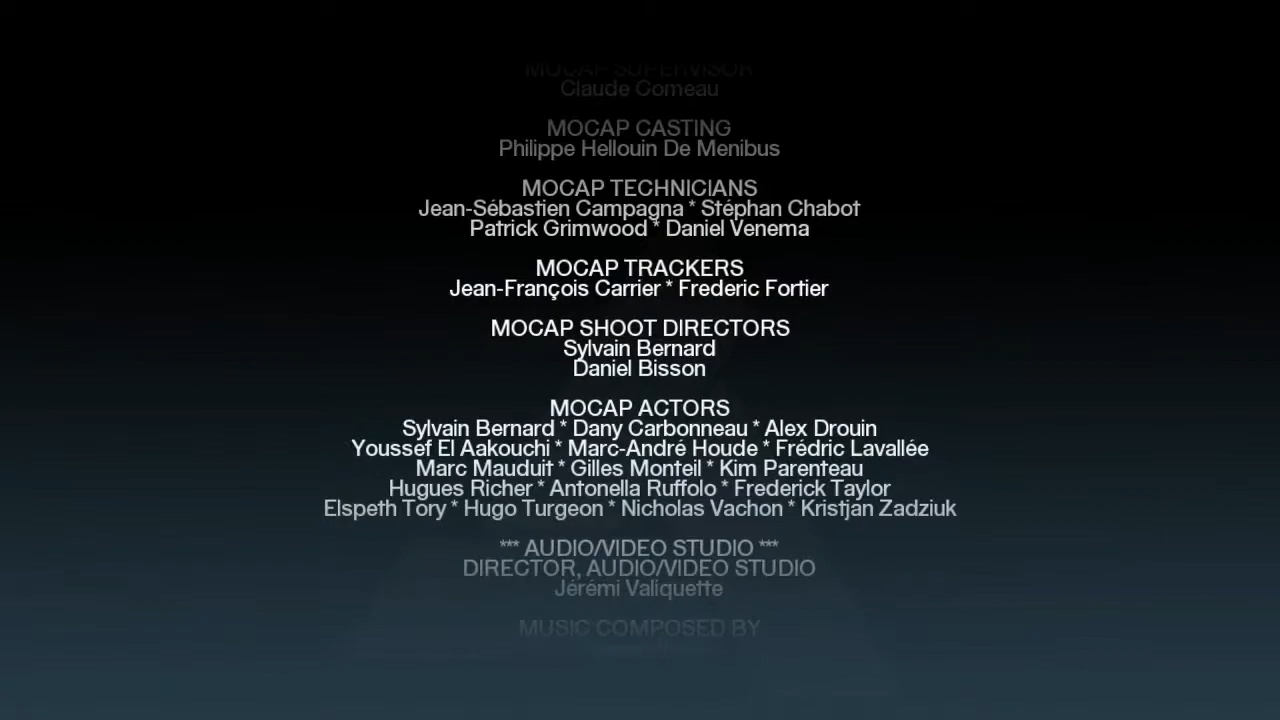 MOCAP SUPERVISOR
Claude Comeau
MOCAP CASTING
Philippe Hellouin De Menibus
MOCAP TECHNICIANS
Jean-Sébastien Campagna * Stéphan Chabot
Patrick Grimwood * Daniel Venema
MOCAP TRACKERS
Jean-François Carrier * Frederic Fortier
MOCAP SHOOT DIRECTORS
Sylvain Bernard
Daniel Bisson
MOCAP ACTORS
Sylvain Bernard * Dany Carbonneau * Alex Drouin
Youssef El Aakouchi * Marc-André Houde * Frédric Lavallée
Marc Mauduit * Gilles Monteil * Kim Parenteau
Hugues Richer * Antonella Ruffolo * Frederick Taylor
Elspeth Tory * Hugo Turgeon * Nicholas Vachon * Kristjan Zadziuk
*** AUDIO/VIDEO STUDIO ***
DIRECTOR, AUDIO/VIDEO STUDIO
Jérémi Valiquette
MUSIC COMPOSED BY